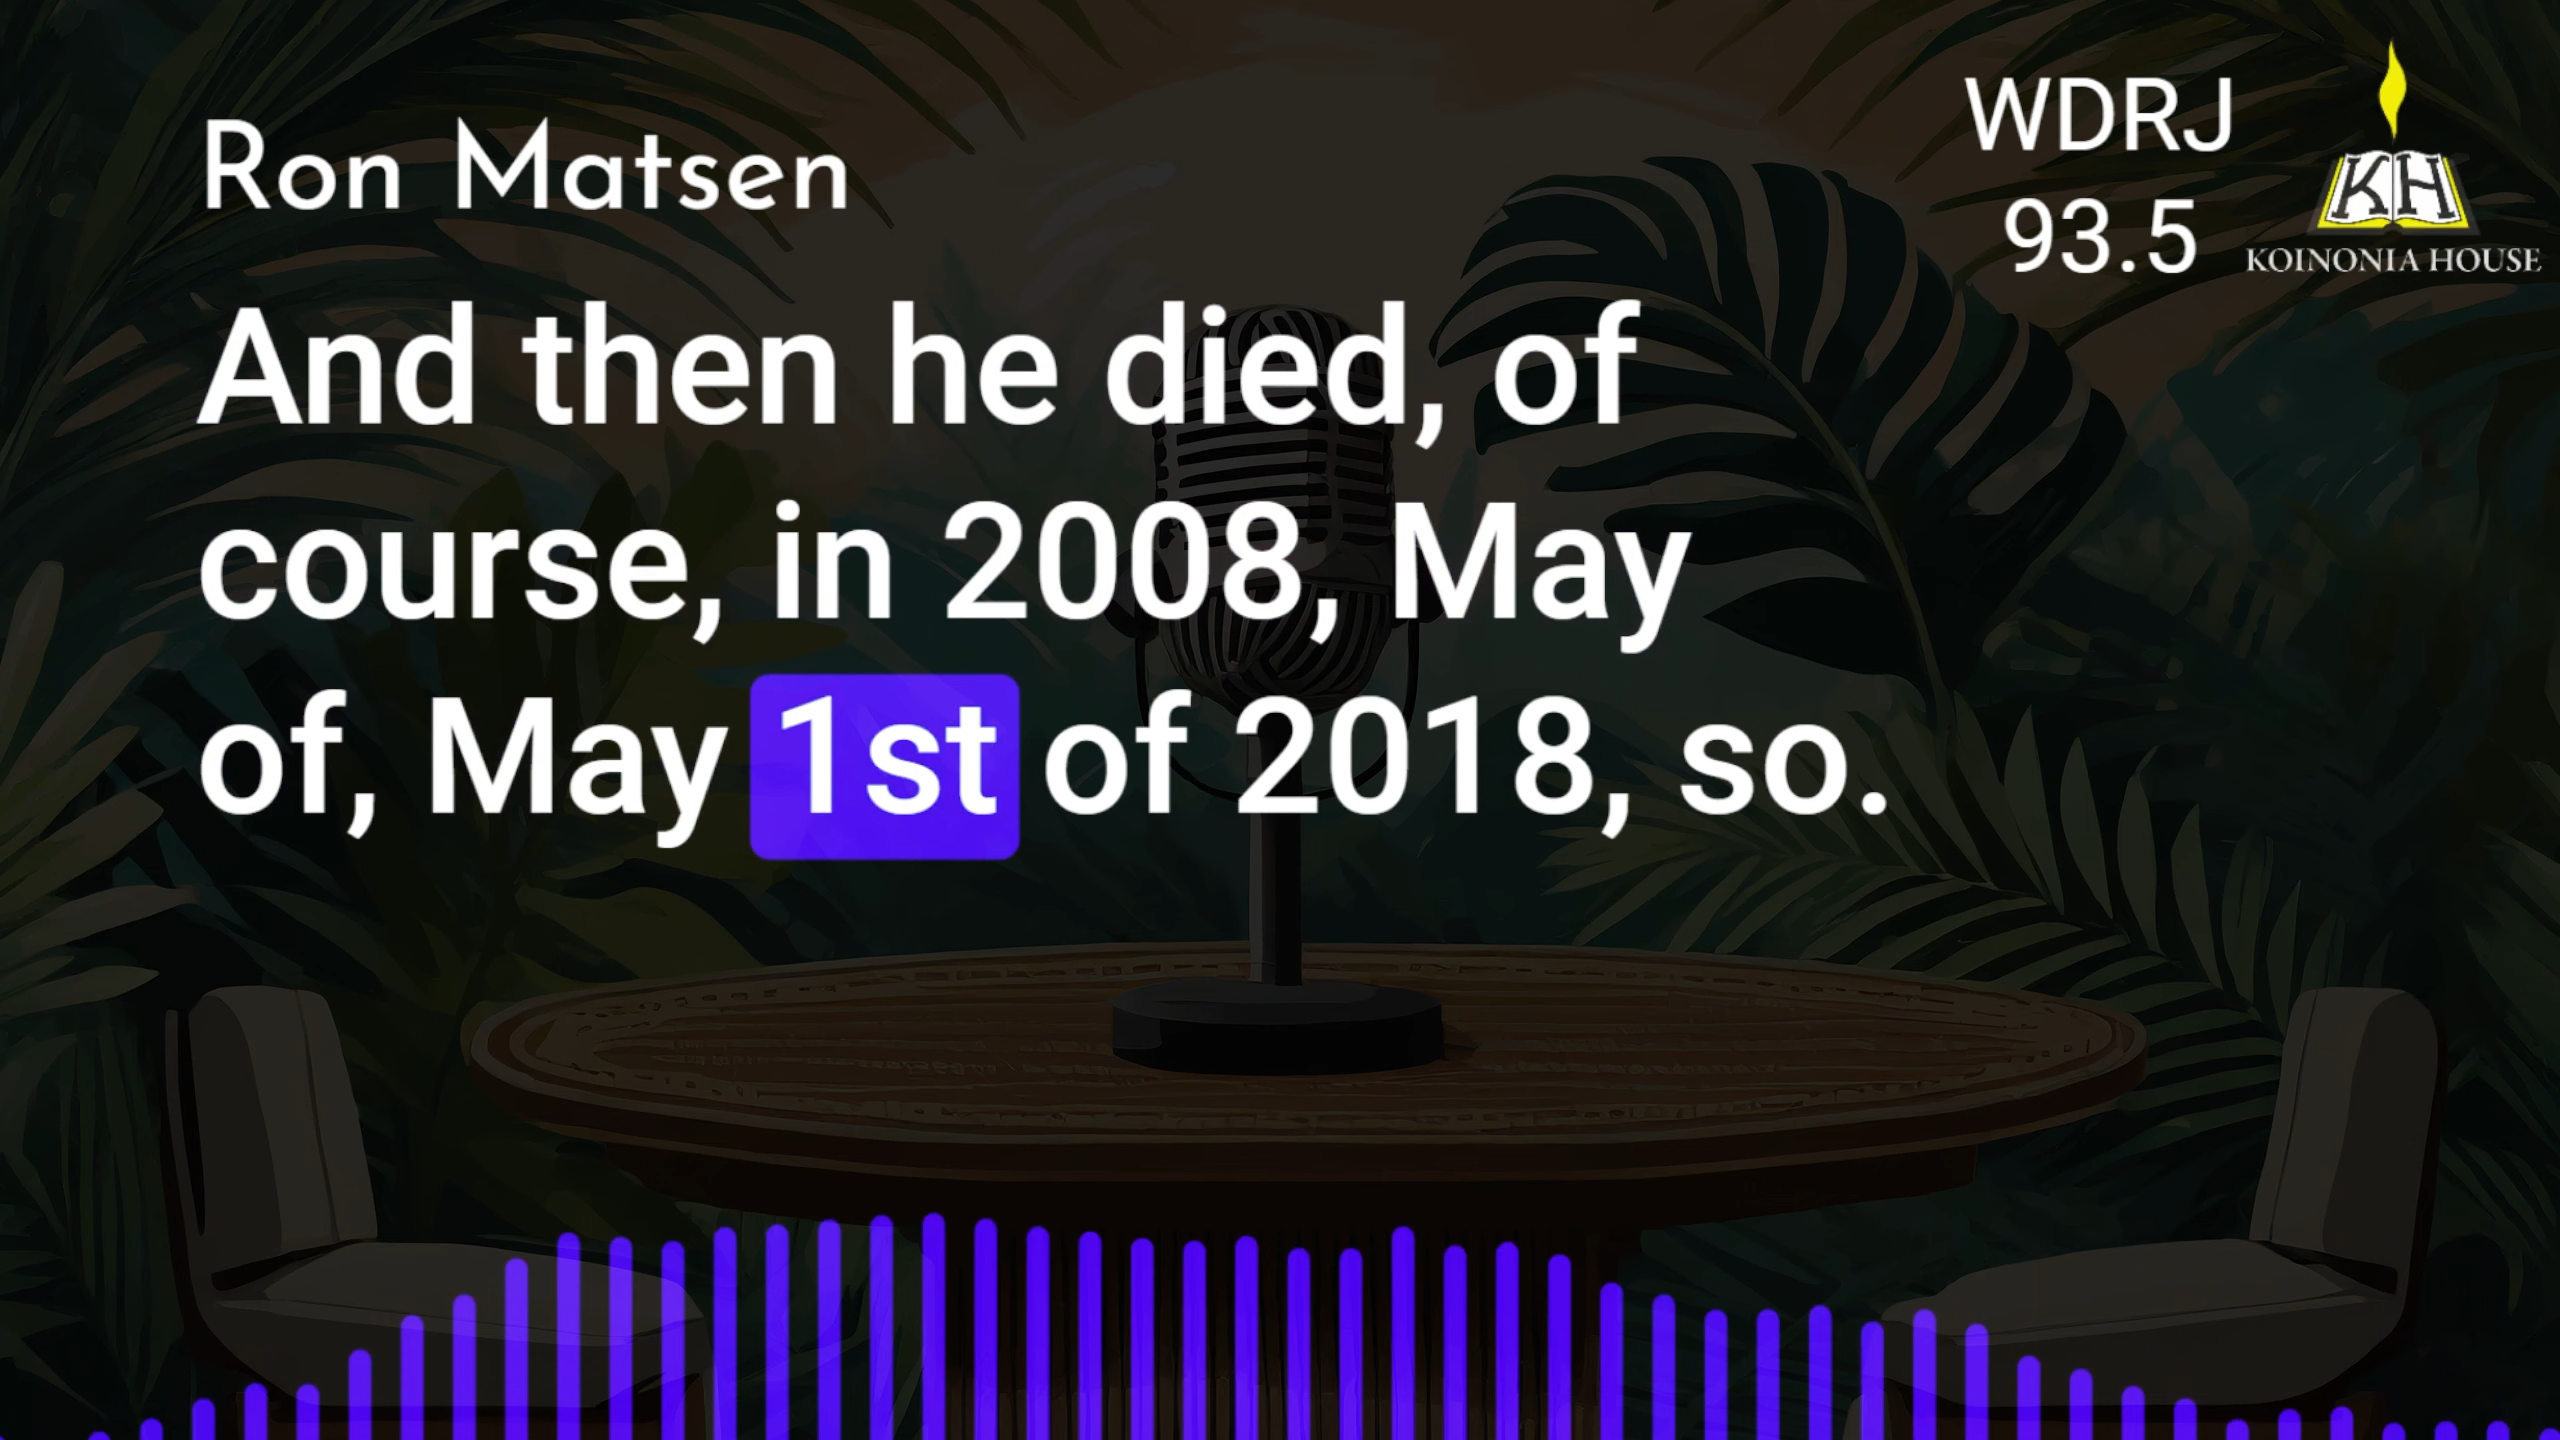 Ron Matsen
WDRJ
93.5
KH
KOINONIA HOUSE
And then he died, of
course, in 2008, May
of, May 1st of 2018, so.